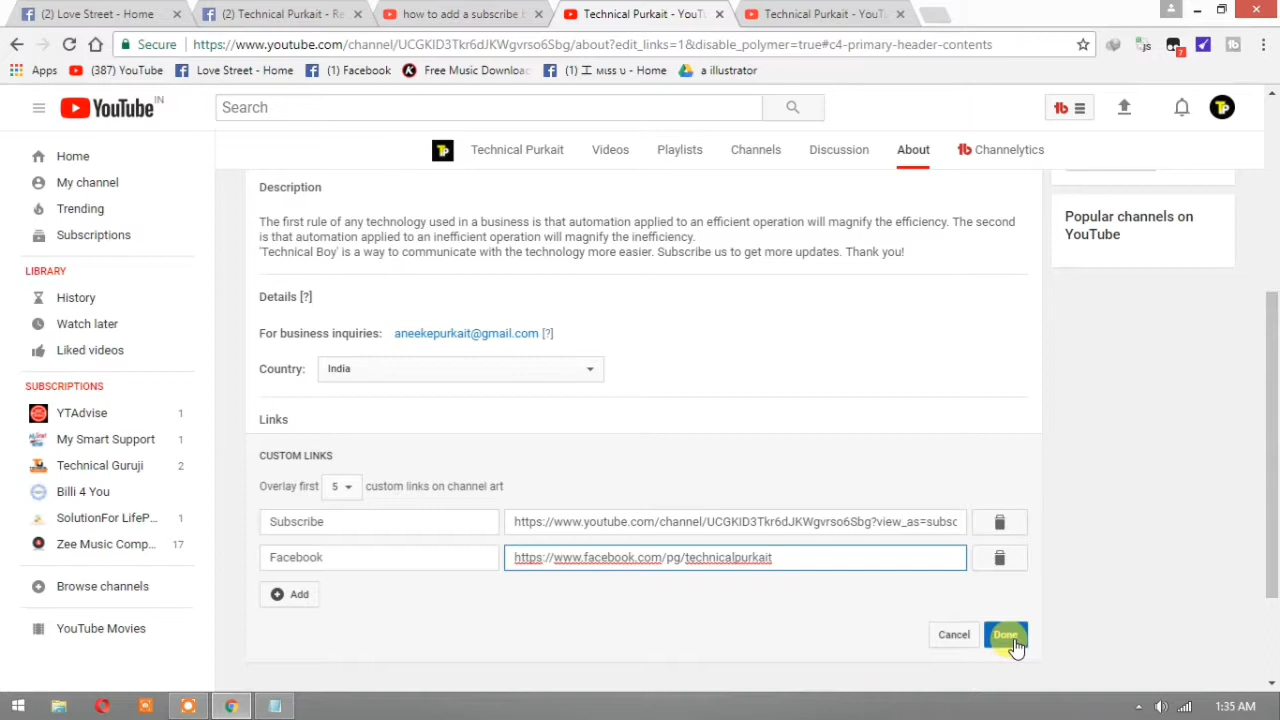 (2) Love Street - Home
(2) Technical Purkait - R
how to add a subscribe b
Technical Purkait - YouT
Technical Purkait - YouT
Secure
https://www.youtube.com/channel/UCGKID3Tkr6dJKWgvrso6Sbg/about?edit_links=1&disable_polymer=true#c4-primary-header-contents
7
Apps
(387) YouTube
Love Street - Home
(1) Facebook
Free Music Downloa
(1) 工 мιѕѕ υ - Home
a illustrator
YouTube IN
Search
tb
TP
TP
Technical Purkait
Videos
Playlists
Channels
Discussion
About
tb Channelytics
Home
My channel
Trending
Subscriptions
LIBRARY
History
Watch later
Liked videos
SUBSCRIPTIONS
YTAdvise 1
My Smart Support 1
Technical Guruji 2
Billi 4 You
SolutionFor LifeP... 1
Zee Music Comp... 17
Browse channels
YouTube Movies
Description
The first rule of any technology used in a business is that automation applied to an efficient operation will magnify the efficiency. The second
is that automation applied to an inefficient operation will magnify the inefficiency.
'Technical Boy' is a way to communicate with the technology more easier. Subscribe us to get more updates. Thank you!
Details [?]
For business inquiries: aneekepurkait@gmail.com [?]
Country: India
Links
CUSTOM LINKS
Overlay first 5 custom links on channel art
Subscribe
https://www.youtube.com/channel/UCGKID3Tkr6dJKWgvrso6Sbg?view_as=subsc
Facebook
https://www.facebook.com/pg/technicalpurkait
Add
Cancel
Done
Popular channels on
YouTube
1:35 AM